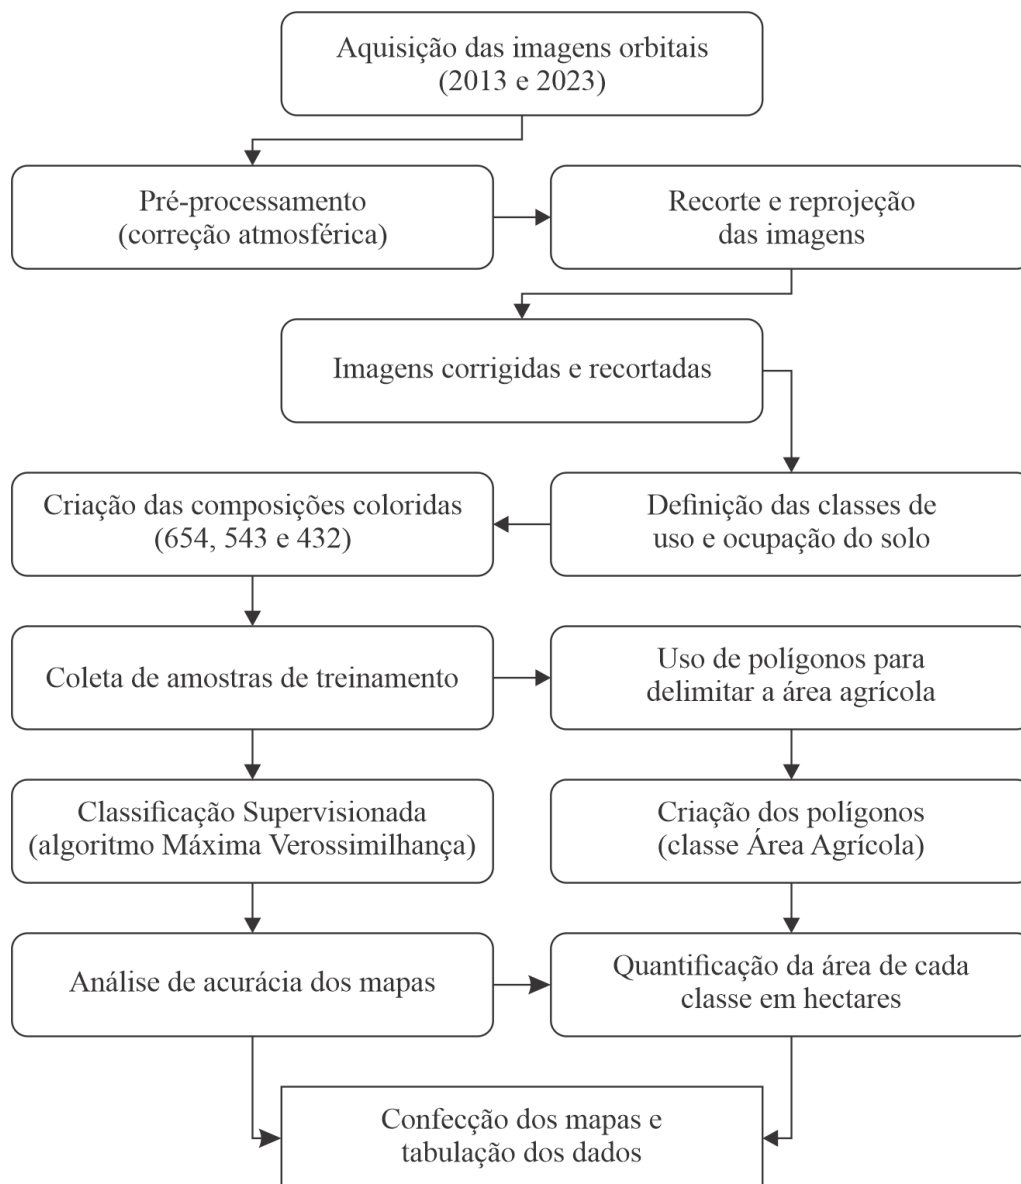 Aquisição das imagens orbitais
(2013 e 2023)
Pré-processamento
(correção atmosférica)
Recorte e reprojeção
das imagens
Imagens corrigidas e recortadas
Criação das composições coloridas
(654, 543 e 432)
Definição das classes de
uso e ocupação do solo
Coleta de amostras de treinamento
Uso de polígonos para
delimitar a área agrícola
Classificação Supervisionada
(algoritmo Máxima Verossimilhança)
Criação dos polígonos
(classe Área Agrícola)
Análise de acurácia dos mapas
Quantificação da área de cada
classe em hectares
Confecção dos mapas e
tabulação dos dados